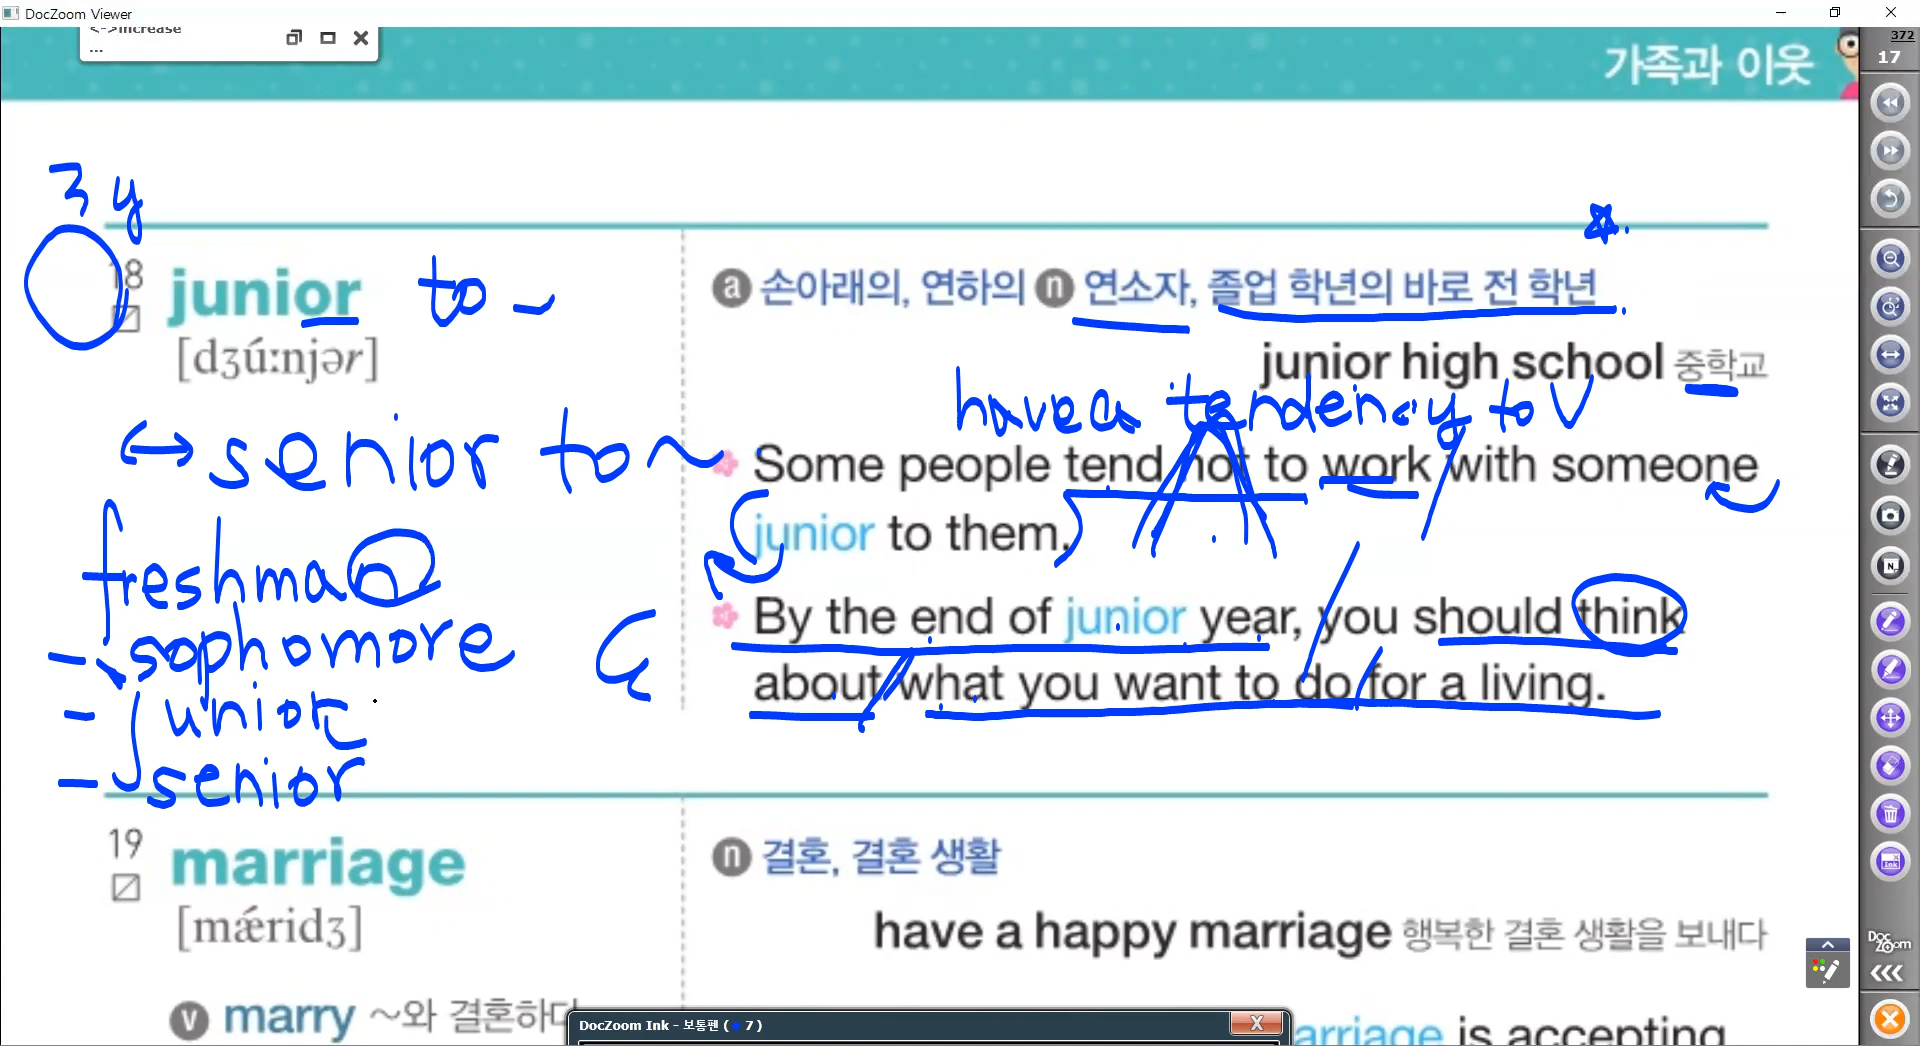 DocZoom Viewer
<->increase
...
372
17
가족과 이웃
3y
18
junior to ~
[dʒúːnjər]
↔ senior to ~
freshman
- sophomore
- junior
- senior
ⓐ 손아래의, 연하의 ⓝ 연소자, 졸업 학년의 바로 전 학년
junior high school 중학교
have a tendency to V
Some people tend not to work with someone
junior to them.
By the end of junior year, you should think
about what you want to do for a living.
19
marriage
[mǽridʒ]
ⓝ 결혼, 결혼 생활
have a happy marriage 행복한 결혼 생활을 보내다
ⓥ marry ～와 결혼하다
arriage is accepting
DocZoom Ink - 보통펜 ( 7 )
Doc
Zoom